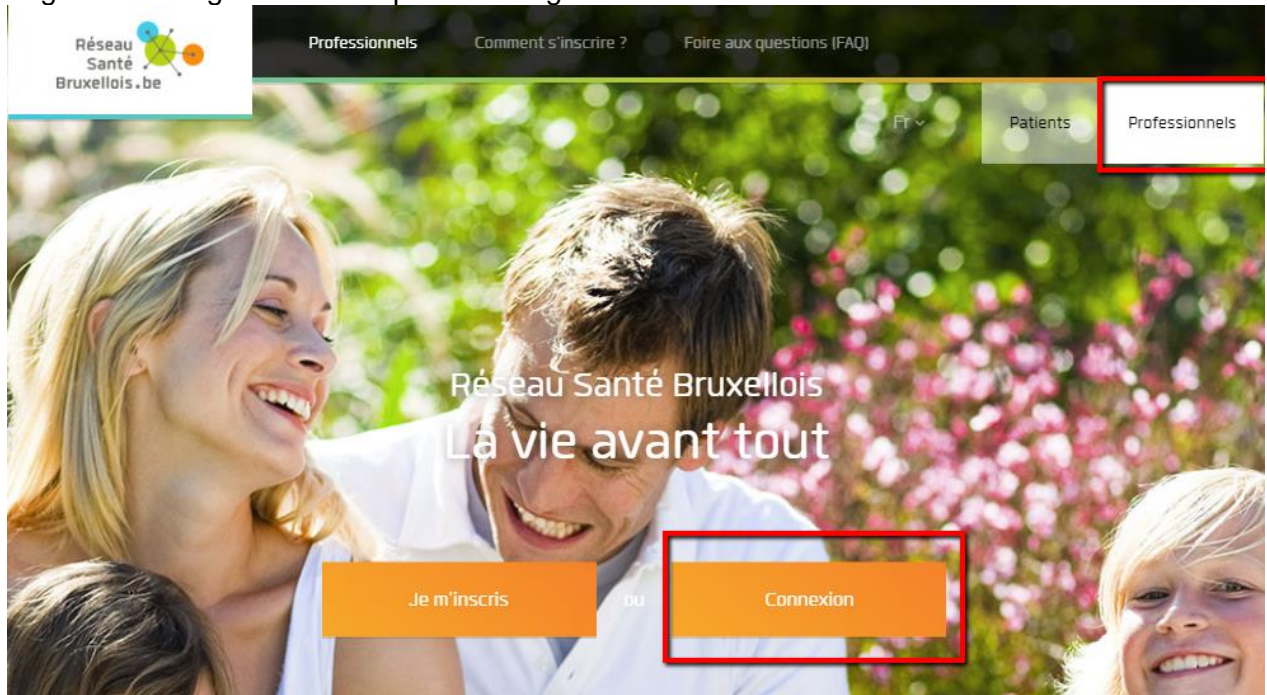 Réseau
Santé
Bruxellois.be
Professionnels Comment s'inscrire ? Foire aux questions (FAQ)
Fr
Patients
Professionnels
Réseau Santé Bruxellois
La vie avant tout
Je m'inscris ou Connexion